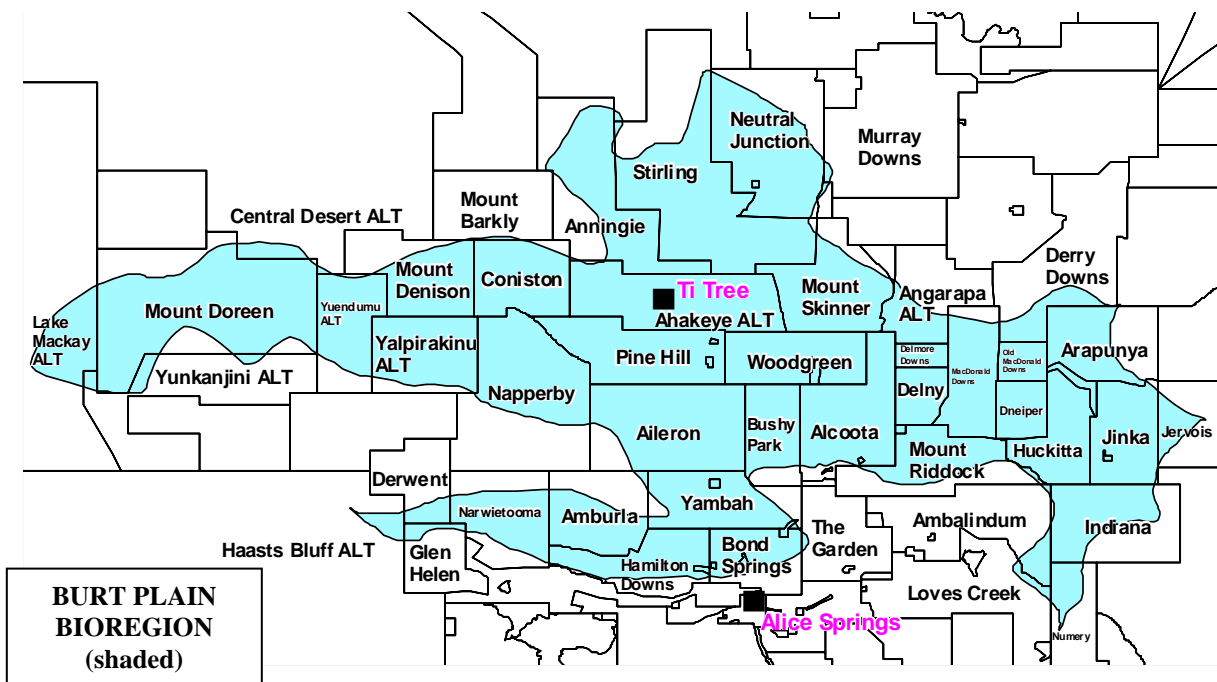 Neutral
Junction
Murray
Downs
Stirling
Mount
Barkly
Central Desert ALT
Anningie
Derry
Downs
Mount
Denison
Coniston
Mount
Skinner
Angarapa
ALT
Ti Tree
Ahakeye ALT
Mount Doreen
Yuendumu
ALT
Lake
Mackay
ALT
Yalpirakinu
ALT
Yunkanjini ALT
Pine Hill
Woodgreen
Delmore
Downs
MacDonald
Downs
Old
MacDonald
Downs
Arapunya
Napperby
Delny
Dneiper
Aileron
Bushy
Park
Alcoota
Mount
Riddock
Huckitta
Jinka
Jervois
Derwent
Narwietooma
Amburla
Yambah
The
Garden
Ambalindum
Indiana
Haasts Bluff ALT
Glen
Helen
Hamilton
Downs
Bond
Springs
Loves Creek
Alice Springs
Numery
BURT PLAIN
BIOREGION
(shaded)